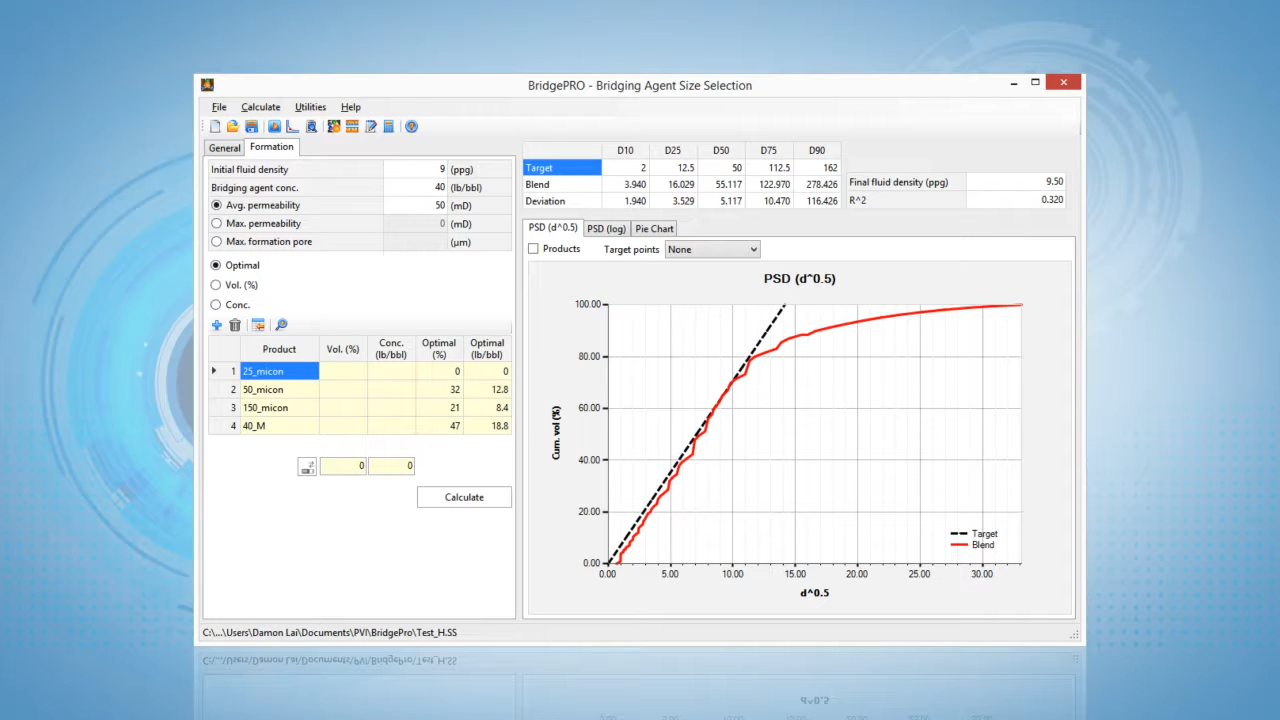 BridgePRO - Bridging Agent Size Selection
File Calculate Utilities Help
General Formation
Initial fluid density 9 (ppg)
Bridging agent conc. 40 (lb/bbl)
Avg. permeability 50 (mD)
Max. permeability 0 (mD)
Max. formation pore (µm)
Optimal
Vol. (%)
Conc.
Product Vol. (%) Conc. (lb/bbl) Optimal (%) Optimal (lb/bbl)
1 25_micon 0 0
2 50_micon 32 12.8
3 150_micon 21 8.4
4 40_M 47 18.8
0 0
Calculate
D10 D25 D50 D75 D90
Target 2 12.5 50 112.5 162
Blend 3.940 16.029 55.117 122.970 278.426
Deviation 1.940 3.529 5.117 10.470 116.426
Final fluid density (ppg) 9.50
R^2 0.320
PSD (d^0.5) PSD (log) Pie Chart
Products Target points None
PSD (d^0.5)
100.00
80.00
60.00
40.00
20.00
0.00
Cum. vol (%)
0.00 5.00 10.00 15.00 20.00 25.00 30.00
d^0.5
Target
Blend
C:\...\Users\Damon Lai\Documents\PVI\BridgePro\Test_H.SS